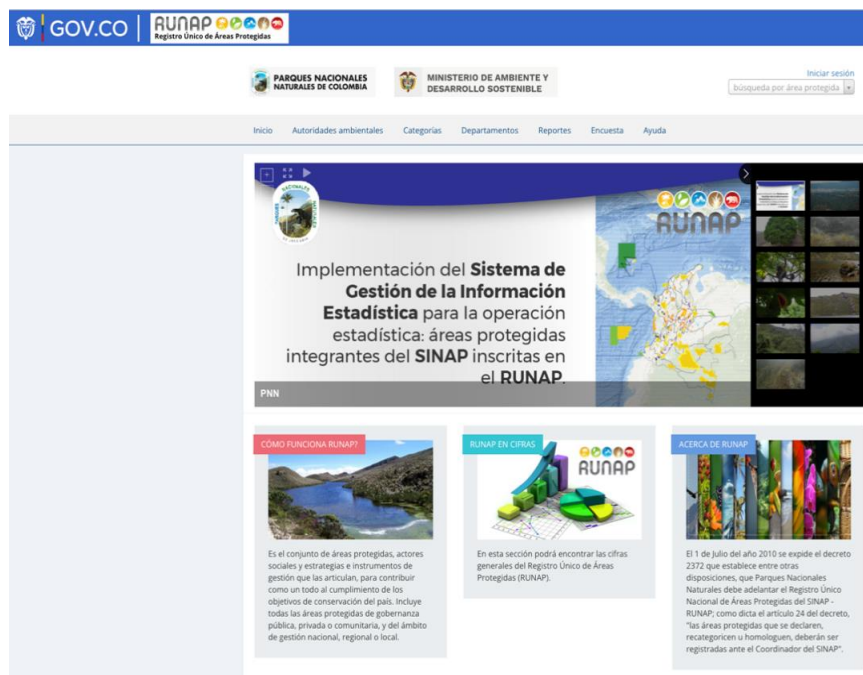 GOV.CO
RUNAP
Registro Único de Áreas Protegidas
PARQUES NACIONALES
NATURALES DE COLOMBIA
MINISTERIO DE AMBIENTE Y
DESARROLLO SOSTENIBLE
Iniciar sesión
búsqueda por área protegida
Inicio Autoridades ambientales Categorías Departamentos Reportes Encuesta Ayuda
RUNAP
Implementación del Sistema de
Gestión de la Información
Estadística para la operación
estadística: áreas protegidas
integrantes del SINAP inscritas en
el RUNAP.
PNN
CÓMO FUNCIONA RUNAP?
Es el conjunto de áreas protegidas, actores
sociales y estrategias e instrumentos de
gestión que las articulan, para contribuir
como un todo al cumplimiento de los
objetivos de conservación del país. Incluye
todas las áreas protegidas de gobernanza
pública, privada o comunitaria, y del ámbito
de gestión nacional, regional o local.
RUNAP EN CIFRAS
RUNAP
En esta sección podrá encontrar las cifras
generales del Registro Único de Áreas
Protegidas (RUNAP).
ACERCA DE RUNAP
El 1 de Julio del año 2010 se expide el decreto
2372 que establece entre otras
disposiciones, que Parques Nacionales
Naturales debe adelantar el Registro Único
Nacional de Áreas Protegidas del SINAP -
RUNAP; como dicta el artículo 24 del decreto,
"las áreas protegidas que se declaren,
recategoricen u homologuen, deberán ser
registradas ante el Coordinador del SINAP".